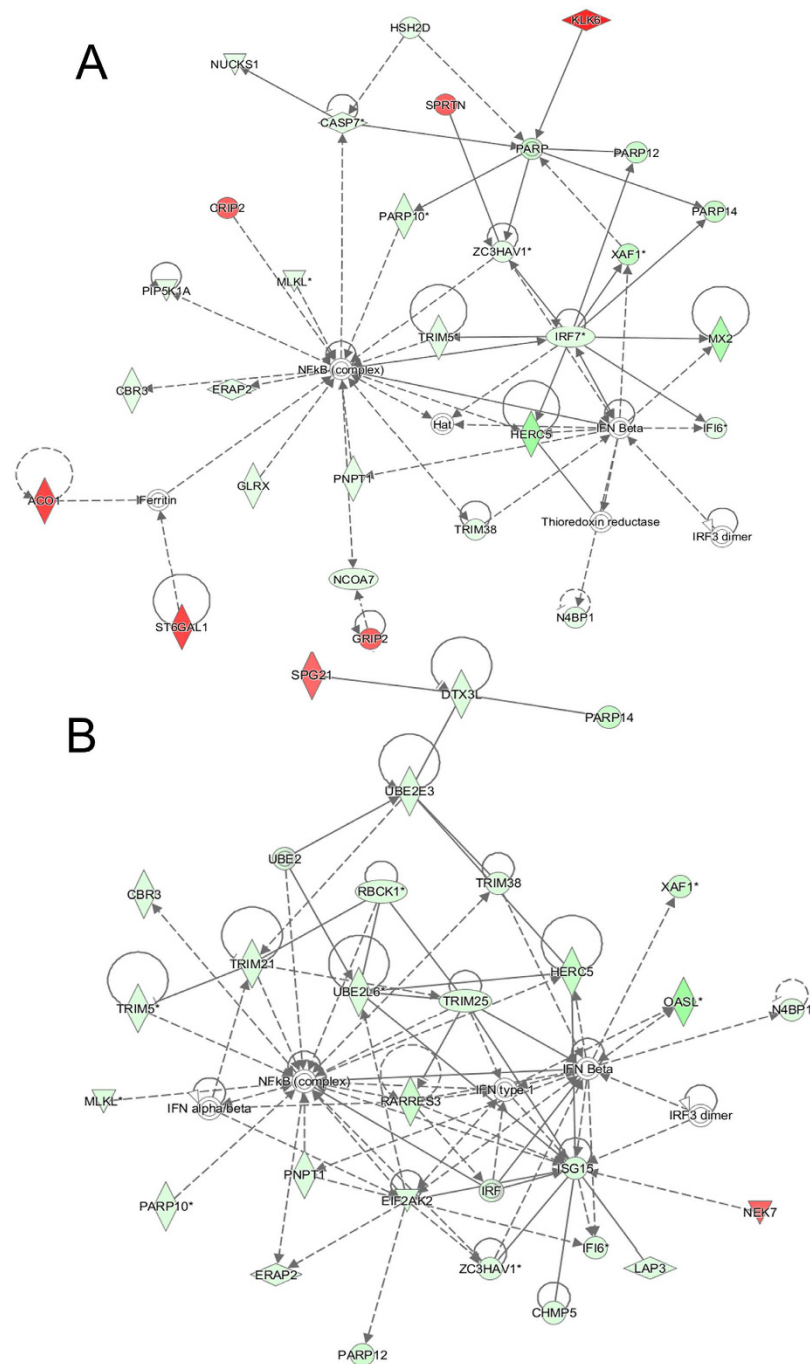 A
HSH2D
KLK6
NUCKS1
SPRTN
CASP7*
PARP
PARP12
CRIP2
PARP10*
PARP14
ZC3HAV1*
XAF1*
PIP5K1A
MLKL*
TRIM5*
IRF7*
MX2
NFkB (complex)
CBR3
ERAP2
Hat
HERC5
IFN Beta
IFI6*
ACO1
Ferritin
GLRX
PNPT1
TRIM38
Thioredoxin reductase
IRF3 dimer
NCOA7
ST6GAL1
GRIP2
N4BP1
SPG21
DTX3L
PARP14
B
UBE2E3
UBE2
CBR3
RBCK1*
TRIM38
XAF1*
TRIM21
HERC5
UBE2L6*
TRIM25
OASL*
TRIM5*
N4BP1
NFkB (complex)
IFN Beta
IFN type 1
MLKL*
IFN alpha/beta
RARRES3
IRF3 dimer
PNPT1
ISG15
PARP10*
EIF2AK2
IRF
NEK7
ERAP2
ZC3HAV1*
IFI6*
LAP3
CHMP5
PARP12